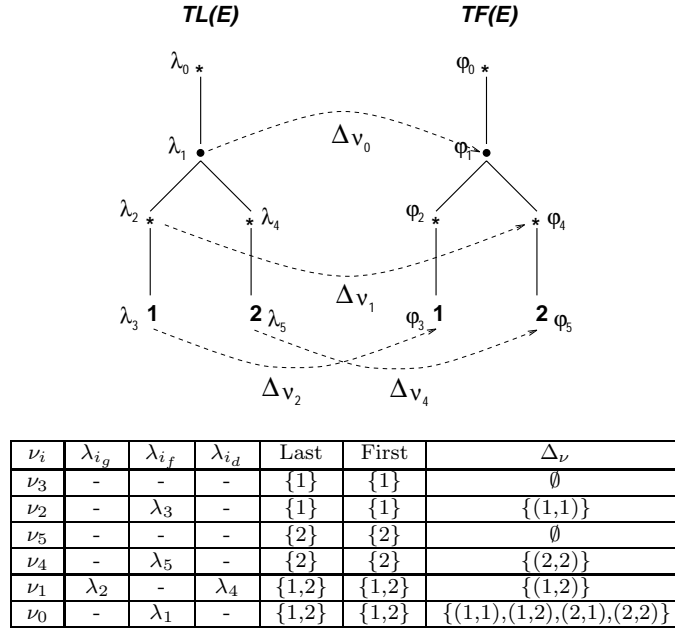 TL(E) TF(E)
λ0 * φ0 *
λ1 • Δν0 φ1 •
λ2 * * λ4 φ2 * * φ4
Δν1
λ3 1 2 λ5 φ3 1 2 φ5
Δν2 Δν4
νi λig λif λid Last First Δν
ν3 - - - {1} {1} ∅
ν2 - λ3 - {1} {1} {(1,1)}
ν5 - - - {2} {2} ∅
ν4 - λ5 - {2} {2} {(2,2)}
ν1 λ2 - λ4 {1,2} {1,2} {(1,2)}
ν0 - λ1 - {1,2} {1,2} {(1,1),(1,2),(2,1),(2,2)}